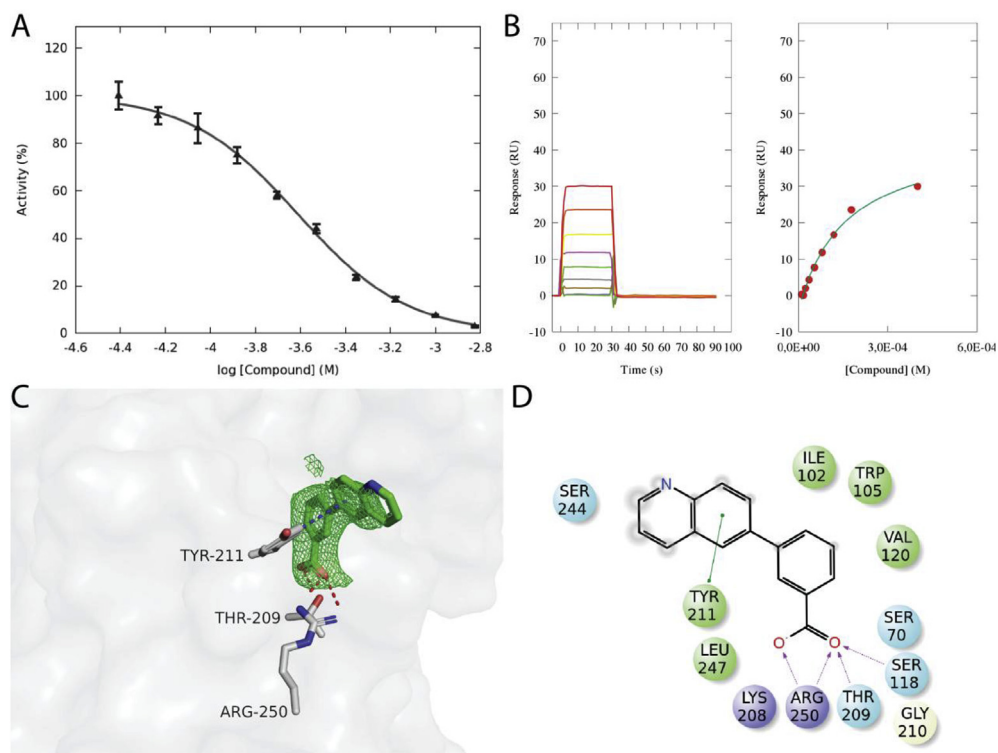 A
120
100
80
60
40
20
0
Activity (%)
-4.6 -4.4 -4.2 -4 -3.8 -3.6 -3.4 -3.2 -3 -2.8
log [Compound] (M)
B
70
60
50
40
30
20
10
0
-10
Response (RU)
0 10 20 30 40 50 60 70 80 90 100
Time (s)
70
60
50
40
30
20
10
0
-10
Response (RU)
0,0E+00 3,0E-04 6,0E-04
[Compound] (M)
C
TYR-211
THR-209
ARG-250
D
N
ILE
102
TRP
105
SER
244
VAL
120
TYR
211
SER
70
LEU
247
O-
O
SER
118
LYS
208
ARG
250
THR
209
GLY
210